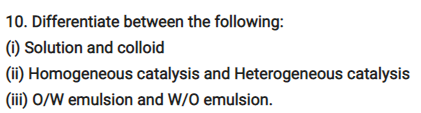 10. Differentiate between the following:
(i) Solution and colloid
(ii) Homogeneous catalysis and Heterogeneous catalysis
(iii) O/W emulsion and W/O emulsion.